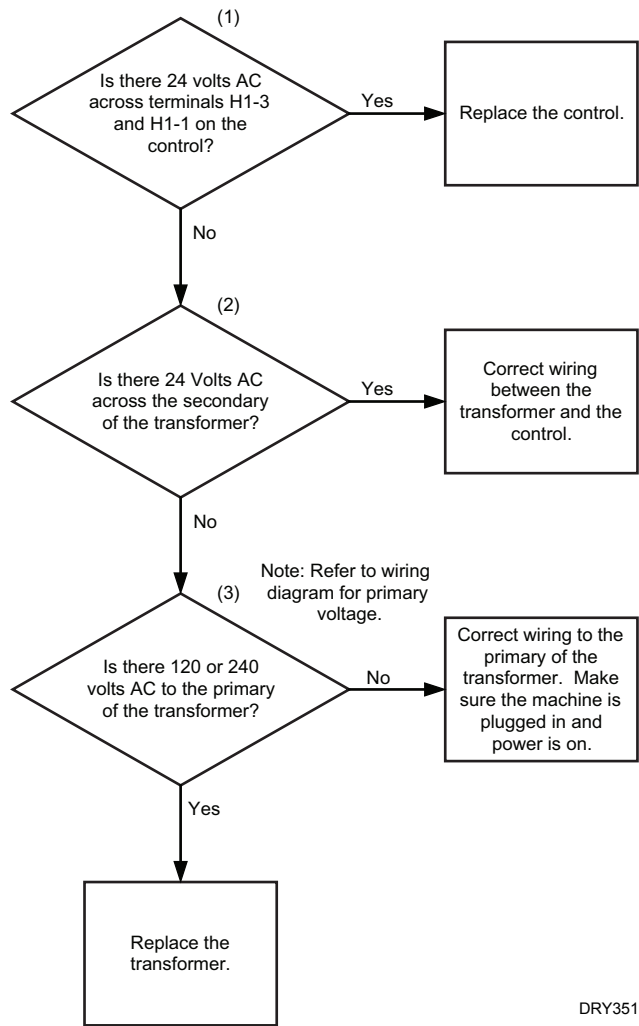 (1)
Is there 24 volts AC
across terminals H1-3
and H1-1 on the
control?
Yes
Replace the control.
No
(2)
Is there 24 Volts AC
across the secondary
of the transformer?
Yes
Correct wiring
between the
transformer and the
control.
No
Note: Refer to wiring
diagram for primary
voltage.
(3)
Is there 120 or 240
volts AC to the primary
of the transformer?
No
Correct wiring to the
primary of the
transformer. Make
sure the machine is
plugged in and
power is on.
Yes
Replace the
transformer.
DRY351